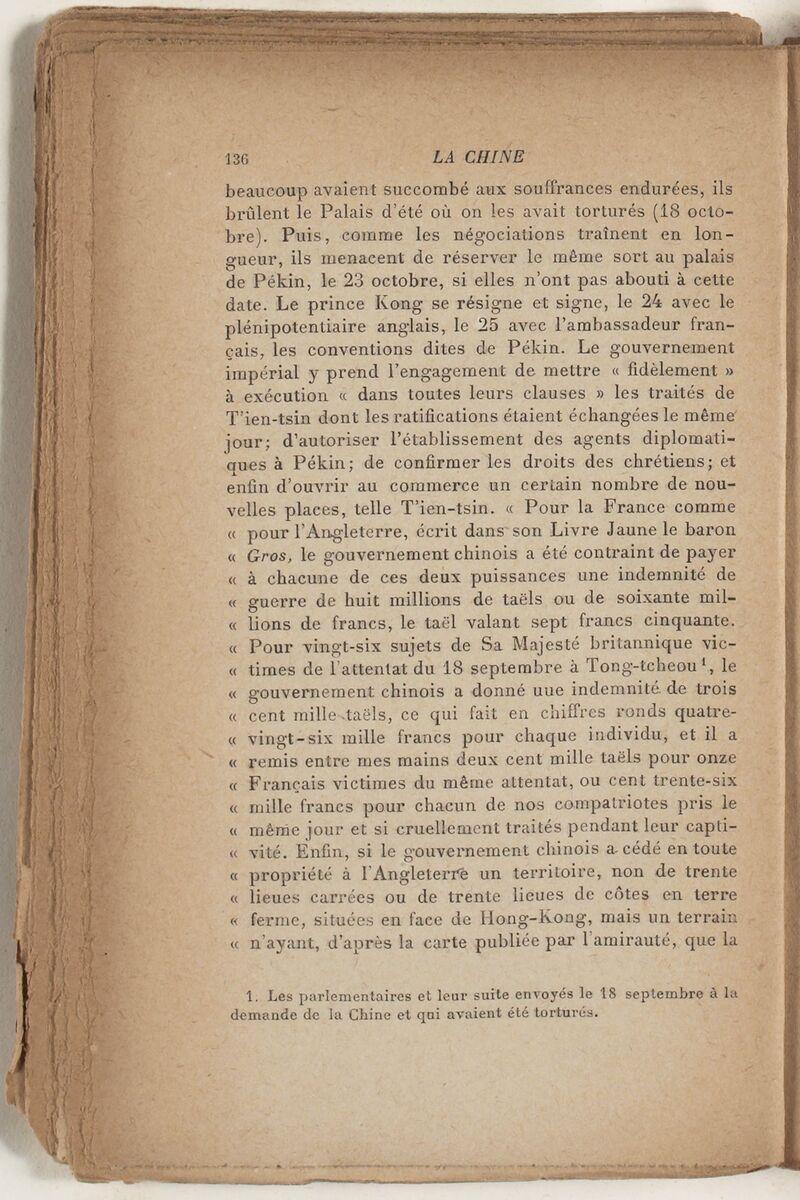 136 LA CHINE
beaucoup avaient succombé aux souffrances endurées, ils
brûlent le Palais d'été où on les avait torturés (18 octo-
bre). Puis, comme les négociations traînent en lon-
gueur, ils menacent de réserver le même sort au palais
de Pékin, le 23 octobre, si elles n'ont pas abouti à cette
date. Le prince Kong se résigne et signe, le 24 avec le
plénipotentiaire anglais, le 25 avec l'ambassadeur fran-
çais, les conventions dites de Pékin. Le gouvernement
impérial y prend l'engagement de mettre « fidèlement »
à exécution « dans toutes leurs clauses » les traités de
T'ien-tsin dont les ratifications étaient échangées le même
jour; d'autoriser l'établissement des agents diplomati-
ques à Pékin; de confirmer les droits des chrétiens; et
enfin d'ouvrir au commerce un certain nombre de nou-
velles places, telle T'ien-tsin. « Pour la France comme
« pour l'Angleterre, écrit dans son Livre Jaune le baron
« Gros, le gouvernement chinois a été contraint de payer
« à chacune de ces deux puissances une indemnité de
« guerre de huit millions de taëls ou de soixante mil-
« lions de francs, le taël valant sept francs cinquante.
« Pour vingt-six sujets de Sa Majesté britannique vic-
« times de l'attentat du 18 septembre à Tong-tcheou¹, le
« gouvernement chinois a donné uue indemnité de trois
« cent mille taëls, ce qui fait en chiffres ronds quatre-
« vingt-six mille francs pour chaque individu, et il a
« remis entre mes mains deux cent mille taëls pour onze
« Français victimes du même attentat, ou cent trente-six
« mille francs pour chacun de nos compatriotes pris le
« même jour et si cruellement traités pendant leur capti-
« vité. Enfin, si le gouvernement chinois a cédé en toute
« propriété à l'Angleterre un territoire, non de trente
« lieues carrées ou de trente lieues de côtes en terre
« ferme, situées en face de Hong-Kong, mais un terrain
« n'ayant, d'après la carte publiée par l'amirauté, que la
1. Les parlementaires et leur suite envoyés le 18 septembre à la
demande de la Chine et qui avaient été torturés.